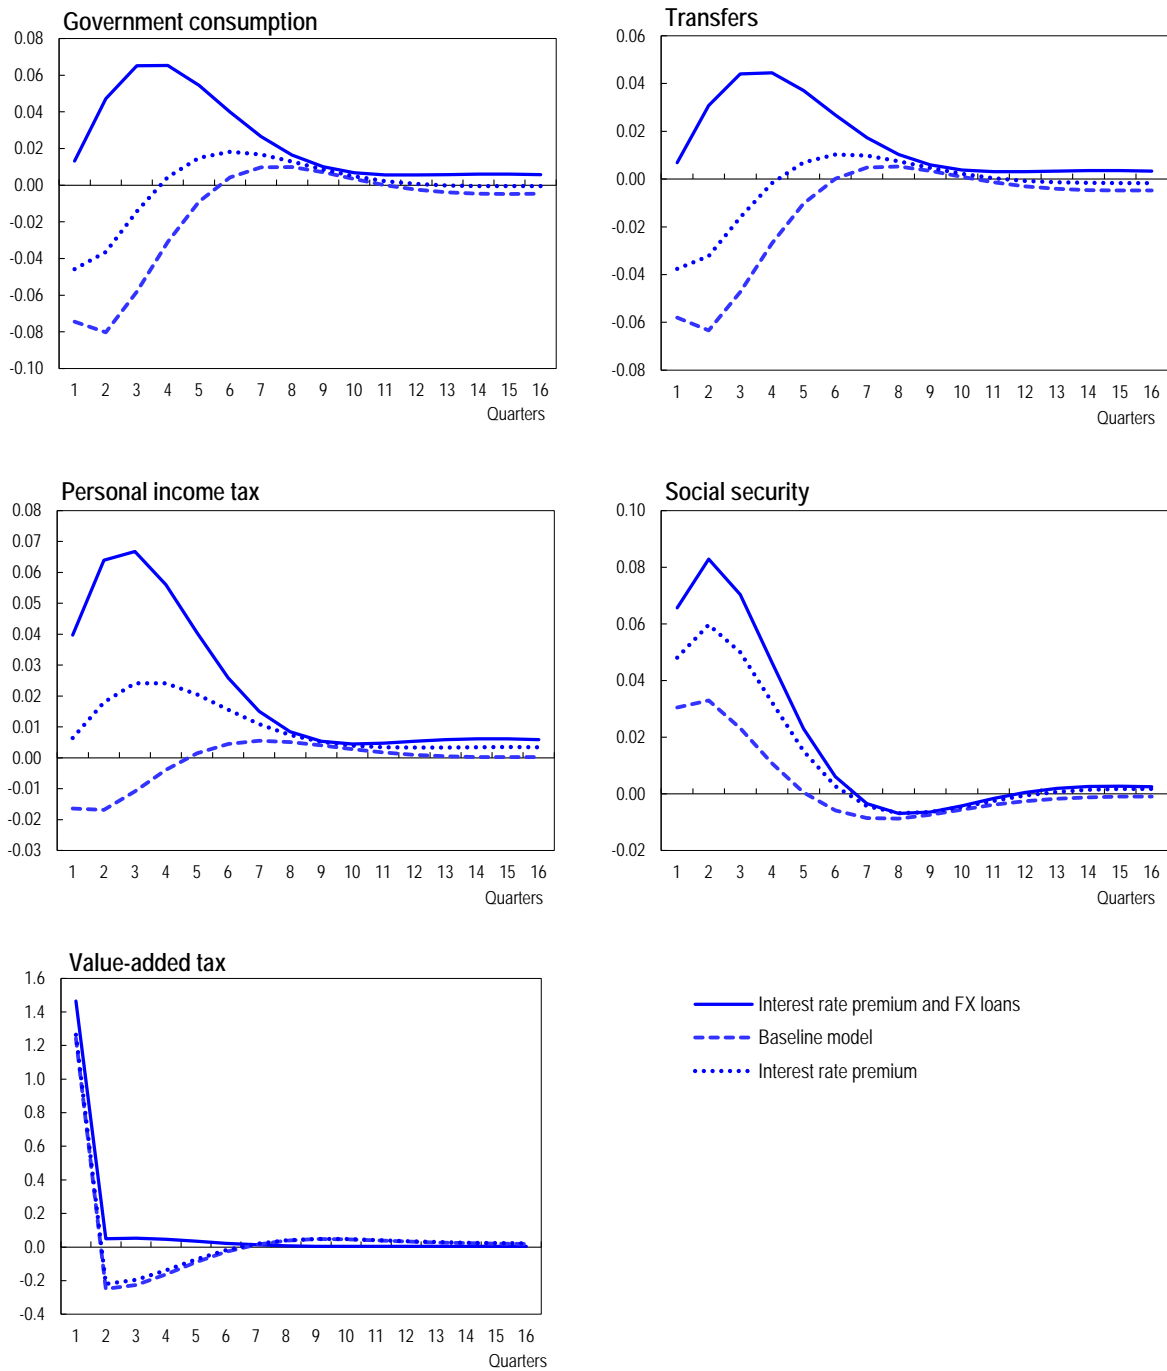 Government consumption
0.08
0.06
0.04
0.02
0.00
-0.02
-0.04
-0.06
-0.08
-0.10
1 2 3 4 5 6 7 8 9 10 11 12 13 14 15 16
Quarters
Transfers
0.06
0.04
0.02
0.00
-0.02
-0.04
-0.06
-0.08
1 2 3 4 5 6 7 8 9 10 11 12 13 14 15 16
Quarters
Personal income tax
0.08
0.07
0.06
0.05
0.04
0.03
0.02
0.01
0.00
-0.01
-0.02
-0.03
1 2 3 4 5 6 7 8 9 10 11 12 13 14 15 16
Quarters
Social security
0.10
0.08
0.06
0.04
0.02
0.00
-0.02
1 2 3 4 5 6 7 8 9 10 11 12 13 14 15 16
Quarters
Value-added tax
1.6
1.4
1.2
1.0
0.8
0.6
0.4
0.2
0.0
-0.2
-0.4
1 2 3 4 5 6 7 8 9 10 11 12 13 14 15 16
Quarters
Interest rate premium and FX loans
Baseline model
Interest rate premium